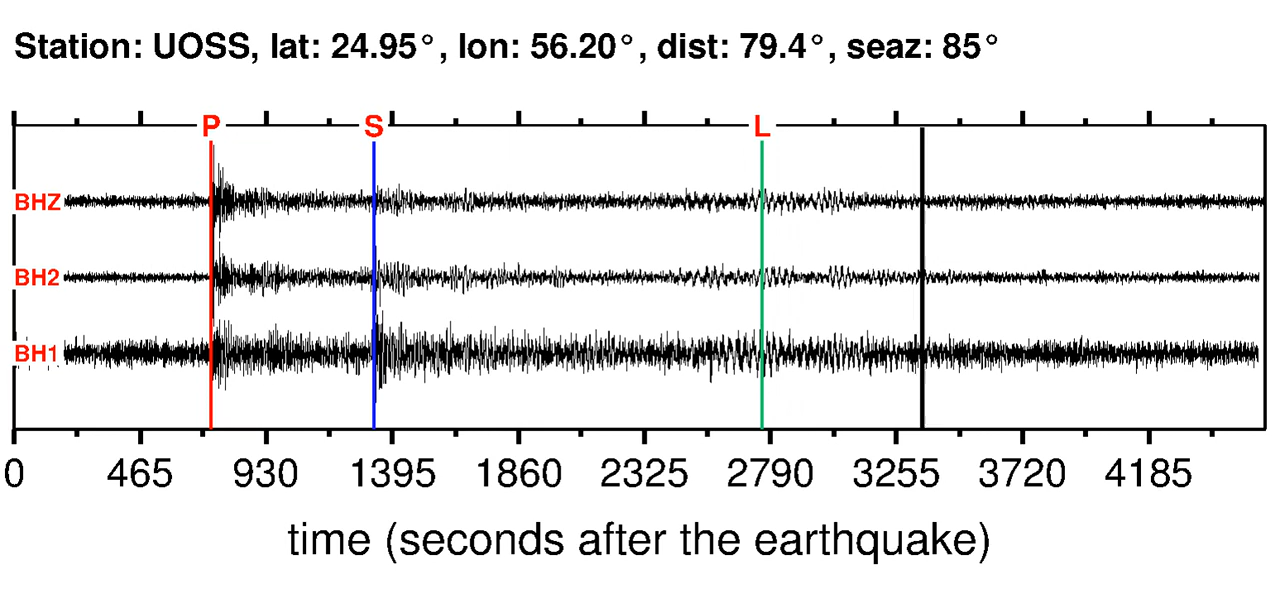 Station: UOSS, lat: 24.95°, lon: 56.20°, dist: 79.4°, seaz: 85°
P S L
BHZ
BH2
BH1
0 465 930 1395 1860 2325 2790 3255 3720 4185
time (seconds after the earthquake)